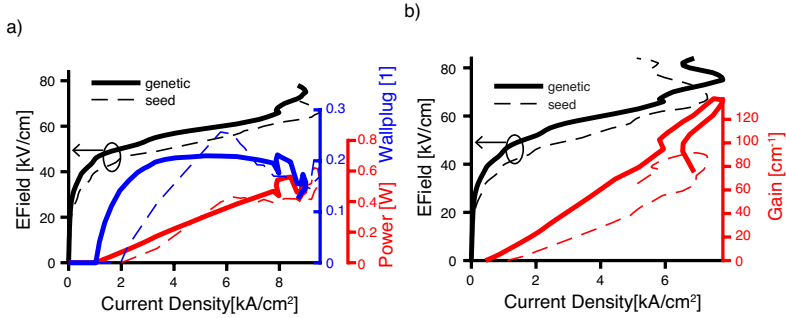 a)
EField [kV/cm]
80
60
40
20
0
genetic
seed
0
2
4
6
8
Current Density[kA/cm²]
0.3
0.2
0.1
0
Wallplug [1]
0.8
0.6
0.4
0.2
0
Power [W]
b)
EField [kV/cm]
80
60
40
20
0
genetic
seed
0
2
4
6
Current Density[kA/cm²]
120
100
80
60
40
20
0
Gain [cm⁻¹]